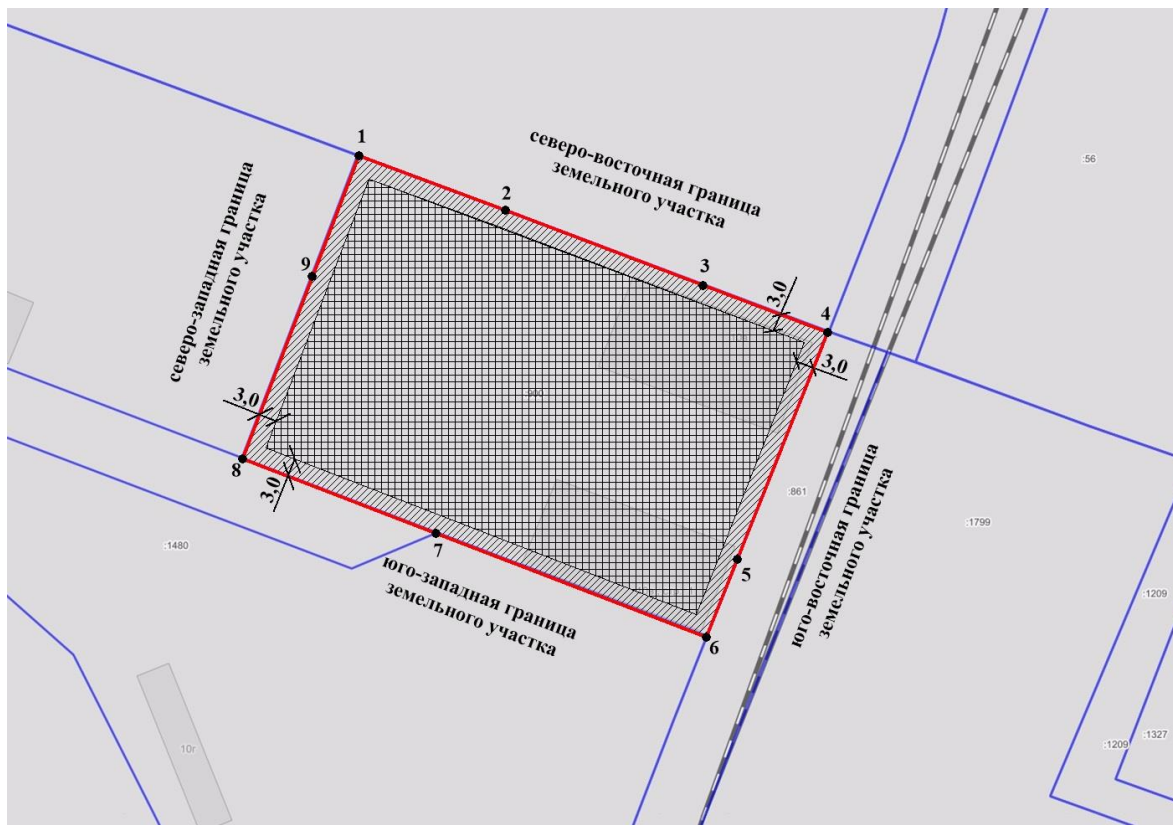 1
северо-восточная граница
земельного участка
:56
2
северо-западная граница
земельного участка
9
3
3,0
4
3,0
900
3,0
8
3,0
:861
юго-восточная граница
земельного участка
:1799
:1480
7
5
юго-западная граница
земельного участка
6
:1209
10г
:1209
:1327